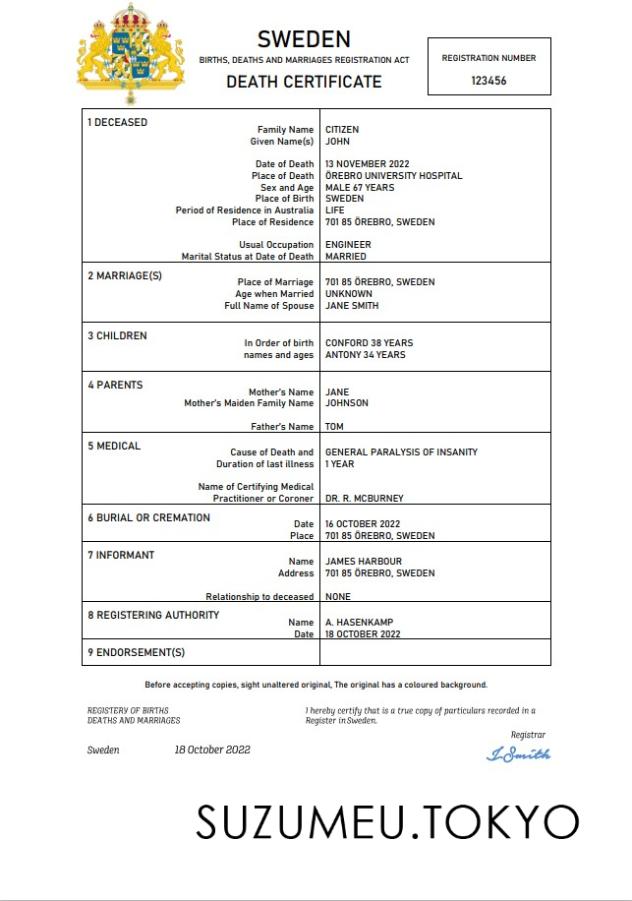 SWEDEN
BIRTHS, DEATHS AND MARRIAGES REGISTRATION ACT
DEATH CERTIFICATE
REGISTRATION NUMBER
123456
1 DECEASED
Family Name CITIZEN
Given Name(s) JOHN
Date of Death 13 NOVEMBER 2022
Place of Death ÖREBRO UNIVERSITY HOSPITAL
Sex and Age MALE 67 YEARS
Place of Birth SWEDEN
Period of Residence in Australia LIFE
Place of Residence 701 85 ÖREBRO, SWEDEN
Usual Occupation ENGINEER
Marital Status at Date of Death MARRIED
2 MARRIAGE(S)
Place of Marriage 701 85 ÖREBRO, SWEDEN
Age when Married UNKNOWN
Full Name of Spouse JANE SMITH
3 CHILDREN
In Order of birth CONFORD 38 YEARS
names and ages ANTONY 34 YEARS
4 PARENTS
Mother's Name JANE
Mother's Maiden Family Name JOHNSON
Father's Name TOM
5 MEDICAL
Cause of Death and GENERAL PARALYSIS OF INSANITY
Duration of last illness 1 YEAR
Name of Certifying Medical
Practitioner or Coroner DR. R. MCBURNEY
6 BURIAL OR CREMATION
Date 16 OCTOBER 2022
Place 701 85 ÖREBRO, SWEDEN
7 INFORMANT
Name JAMES HARBOUR
Address 701 85 ÖREBRO, SWEDEN
Relationship to deceased NONE
8 REGISTERING AUTHORITY
Name A. HASENKAMP
Date 18 OCTOBER 2022
9 ENDORSEMENT(S)
Before accepting copies, sight unaltered original, The original has a coloured background.
REGISTERY OF BIRTHS
DEATHS AND MARRIAGES
I hereby certify that is a true copy of particulars recorded in a
Register in Sweden.
Registrar
Sweden 18 October 2022
I Smith
SUZUMEU.TOKYO